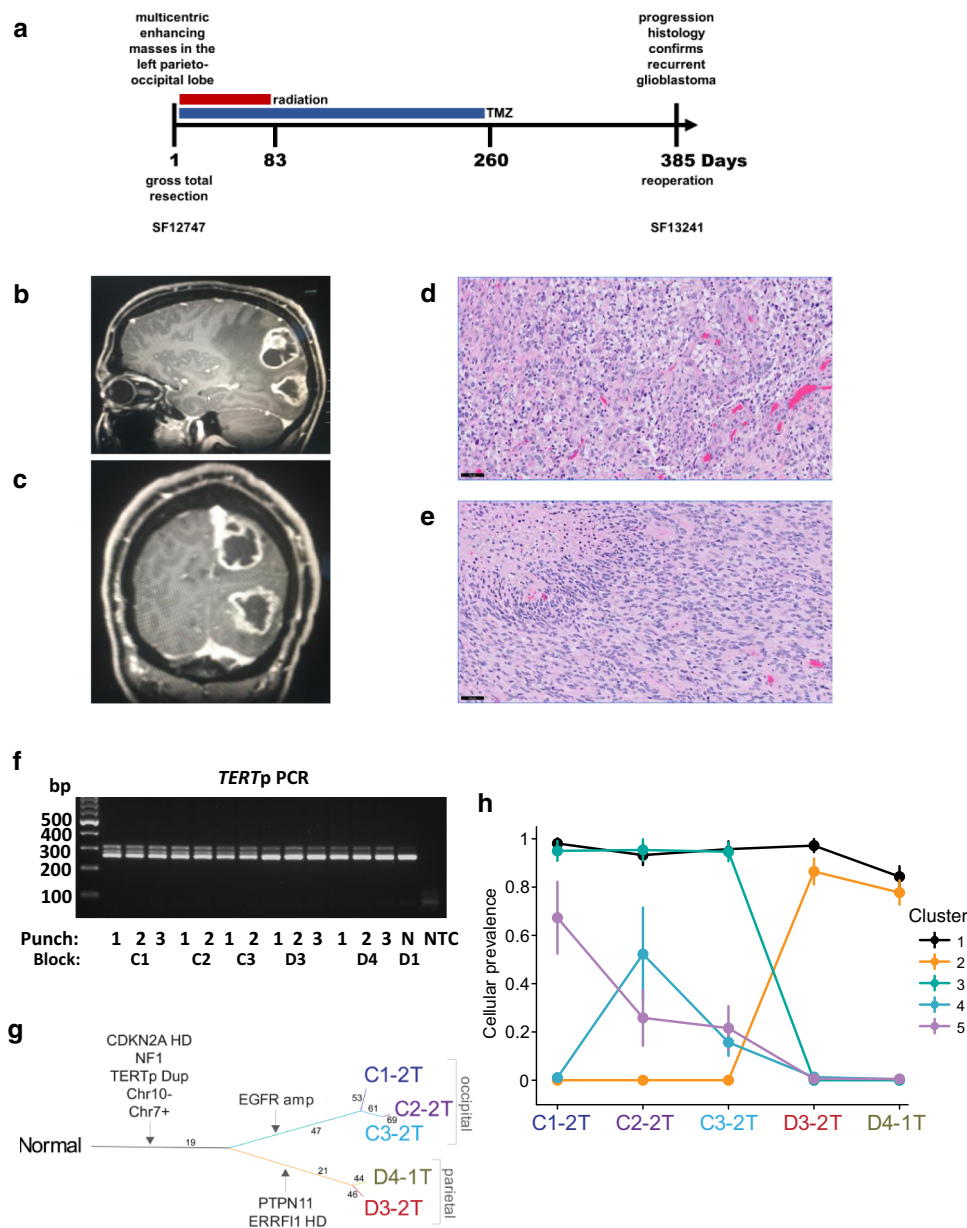 a
multicentric
enhancing
masses in the
left parieto-
occipital lobe
progression
histology
confirms
recurrent
glioblastoma
radiation
TMZ
1
83
260
385 Days
gross total
resection
reoperation
SF12747
SF13241
b
c
d
e
f
TERTp PCR
bp
500
400
300
200
100
Punch: 1 2 3 1 2 1 2 1 2 3 1 2 3 N NTC
Block: C1 C2 C3 D3 D4 D1
g
CDKN2A HD
NF1
TERTp Dup
Chr10-
Chr7+
Normal
19
EGFR amp
47
53
61
69
C1-2T
C2-2T
C3-2T
occipital
21
44
46
D4-1T
D3-2T
parietal
PTPN11
ERRFI1 HD
h
Cellular prevalence
1
0.8
0.6
0.4
0.2
0
C1-2T C2-2T C3-2T D3-2T D4-1T
Cluster
1
2
3
4
5